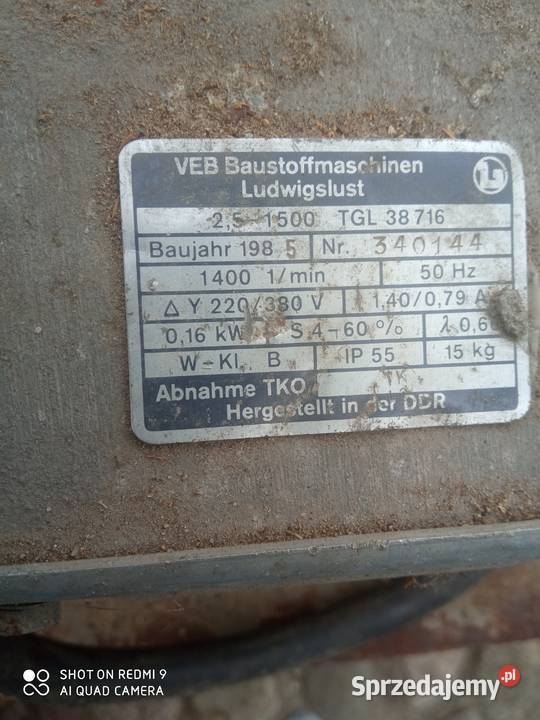 VEB Baustoffmaschinen
Ludwigslust
L
2,5-1500 TGL 38716
Baujahr 1985 Nr. 340144
1400 1/min 50 Hz
Δ Y 220/380 V 1,40/0,79 A
0,16 kW S 4-60% λ 0,60
W-Kl. B IP 55 15 kg
Abnahme TKO
Hergestellt in der DDR
SHOT ON REDMI 9
AI QUAD CAMERA
Sprzedajemy.pl